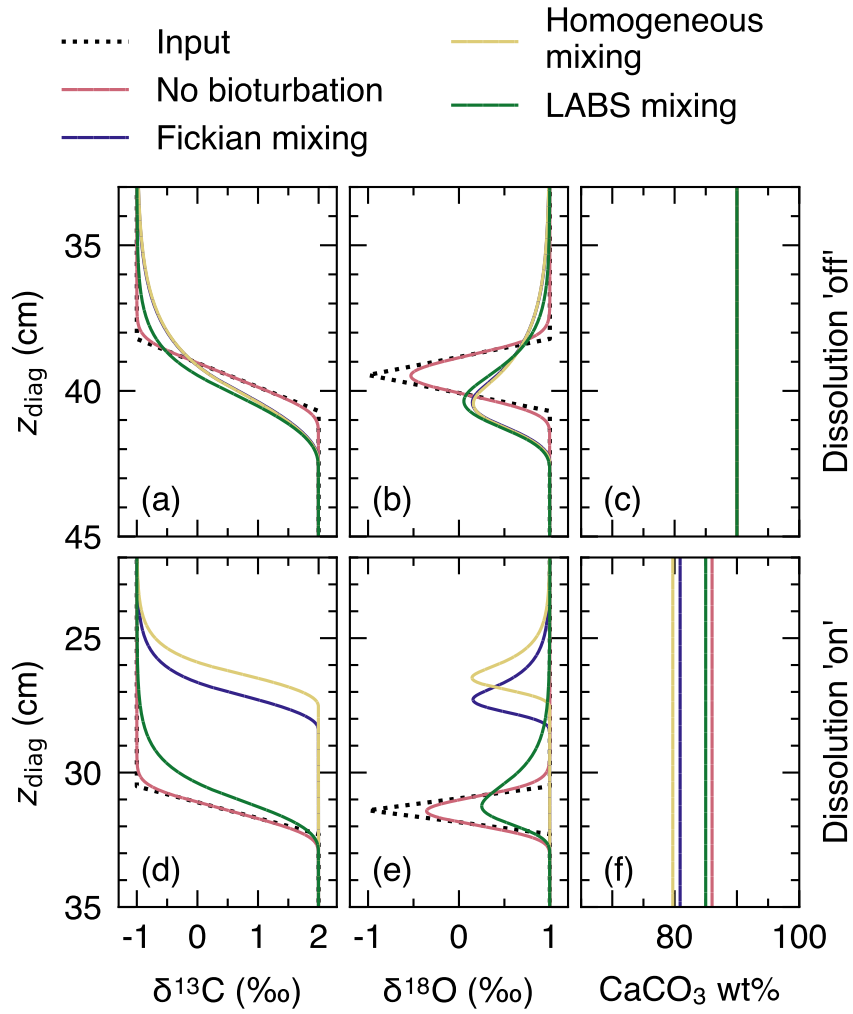 Input
No bioturbation
Fickian mixing
Homogeneous
mixing
LABS mixing
z_diag (cm)
35
40
45
(a)
(b)
(c)
Dissolution 'off'
z_diag (cm)
25
30
35
(d)
(e)
(f)
Dissolution 'on'
-1 0 1 2
-1 0 1
80 100
δ¹³C (‰)
δ¹⁸O (‰)
CaCO₃ wt%